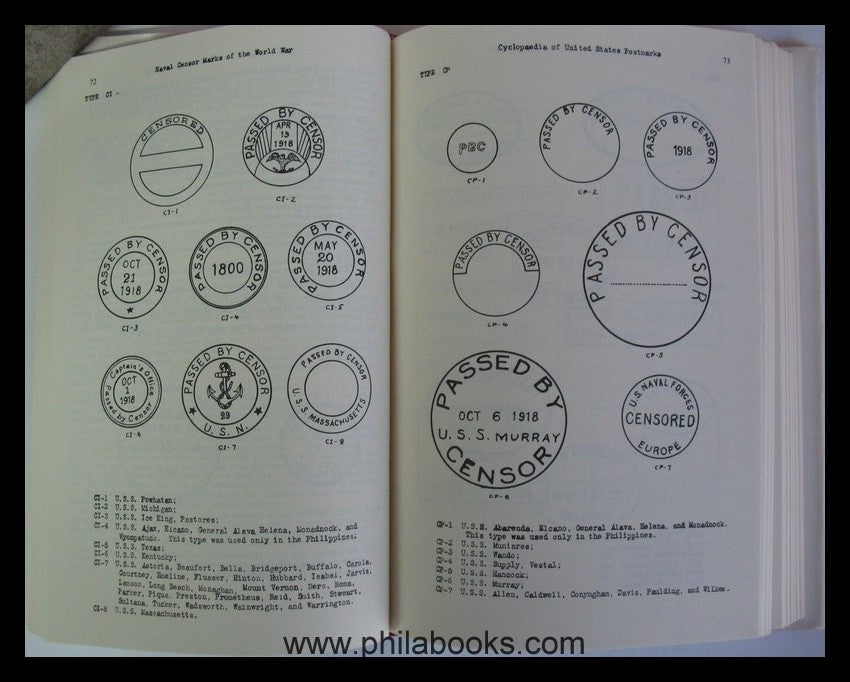 72
Naval Censor Marks of the World War
TYPE CI -
CENSORED
CI-1
PASSED BY CENSOR
APR
13
1918
CI-2
PASSED BY CENSOR
OCT
21
1918
CI-3
PASSED BY CENSOR
1800
CI-4
PASSED BY CENSOR
MAY
20
1918
CI-5
Captain's Office
OCT
1
1918
Passed by Censor
CI-6
PASSED BY CENSOR
29
U. S. N.
CI-7
PASSED BY CENSOR
U.S.S. MASSACHUSETTS
CI-8
CI-1 U.S.S. Powhatan;
CI-2 U.S.S. Michigan;
CI-3 U.S.S. Ice King, Pastores;
CI-4 U.S.S. Ajax, Elcano, General Alava Helena, Monadnock, and
Wyompatuck. This type was used only in the Philippines.
CI-5 U.S.S. Texas;
CI-6 U.S.S. Kentucky;
CI-7 U.S.S. Astoria, Beaufort, Bella, Bridgeport, Buffalo, Carola,
Courtney, Emeline, Flusser, Hinton, Hubbard, Isabel, Jarvis,
Lamson, Long Beach, Monaghan, Mount Vernon, Nero, Noma,
Parker, Piqua, Preston, Prometheus, Reid, Smith, Stewart,
Sultana, Tucker, Wadsworth, Wainwright, and Warrington.
CI-8 U.S.S. Massachusetts.
Cyclopaedia of United States Postmarks
73
TYPE CP
PBC
CP-1
PASSED BY CENSOR
CP-2
PASSED BY CENSOR
1918
CP-3
PASSED BY CENSOR
CP-4
PASSED BY CENSOR
CP-5
PASSED BY
OCT 6 1918
U.S.S. MURRAY
CENSOR
CP-6
U.S. NAVAL FORCES
CENSORED
EUROPE
CP-7
CP-1 U.S.S. Abarenda, Elcano, General Alava, Helena, and Monadnock.
This type was used only in the Philippines.
CP-2 U.S.S. Muniares;
CP-3 U.S.S. Wando;
CP-4 U.S.S. Supply, Vestal;
CP-5 U.S.S. Hancock;
CP-6 U.S.S. Murray;
CP-7 U.S.S. Allen, Caldwell, Conyngham, Davis, Paulding, and Wilkes.
www.philabooks.com